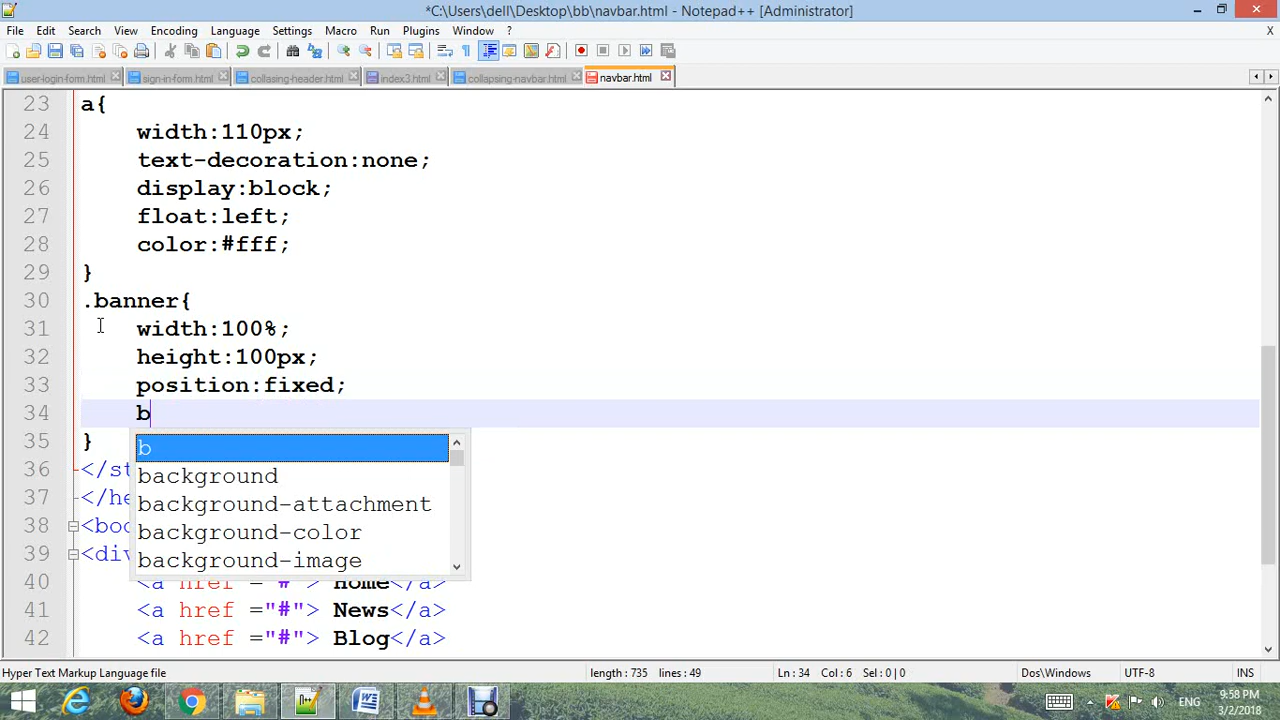 *C:\Users\dell\Desktop\bb\navbar.html - Notepad++ [Administrator]
File Edit Search View Encoding Language Settings Macro Run Plugins Window ? X
user-login-form.html sign-in-form.html collasing-header.html index3.html collapsing-navbar.html navbar.html
23 a{
24 width:110px;
25 text-decoration:none;
26 display:block;
27 float:left;
28 color:#fff;
29 }
30 .banner{
31 width:100%;
32 height:100px;
33 position:fixed;
34 b
35 }
b
36 </st
background
37 </he
background-attachment
38 <boo
background-color
39 <div
background-image
40 <a href ="#"> Home</a>
41 <a href ="#"> News</a>
42 <a href ="#"> Blog</a>
Hyper Text Markup Language file length : 735 lines : 49 Ln : 34 Col : 6 Sel : 0 | 0 Dos\Windows UTF-8 INS
ENG 9:58 PM
3/2/2018